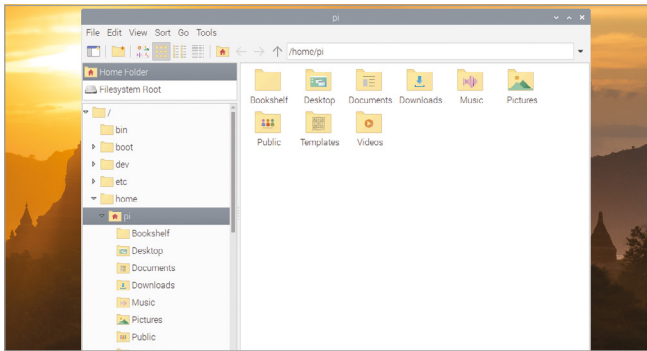 pi
File Edit View Sort Go Tools
/home/pi
Home Folder
Filesystem Root
/
bin
boot
dev
etc
home
pi
Bookshelf
Desktop
Documents
Downloads
Music
Pictures
Public
Bookshelf Desktop Documents Downloads Music Pictures
Public Templates Videos